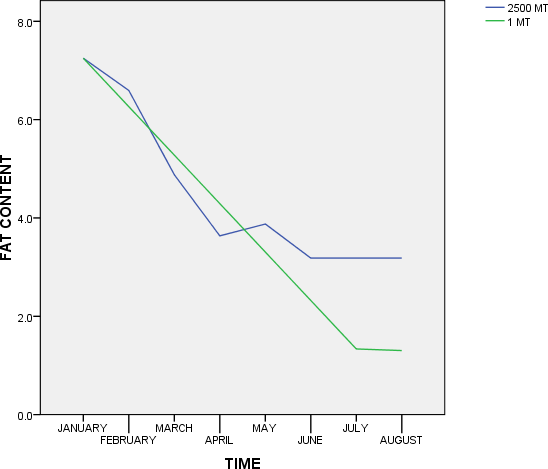 2500 MT
1 MT
8.0
6.0
4.0
2.0
0.0
FAT CONTENT
JANUARY
FEBRUARY
MARCH
APRIL
MAY
JUNE
JULY
AUGUST
TIME